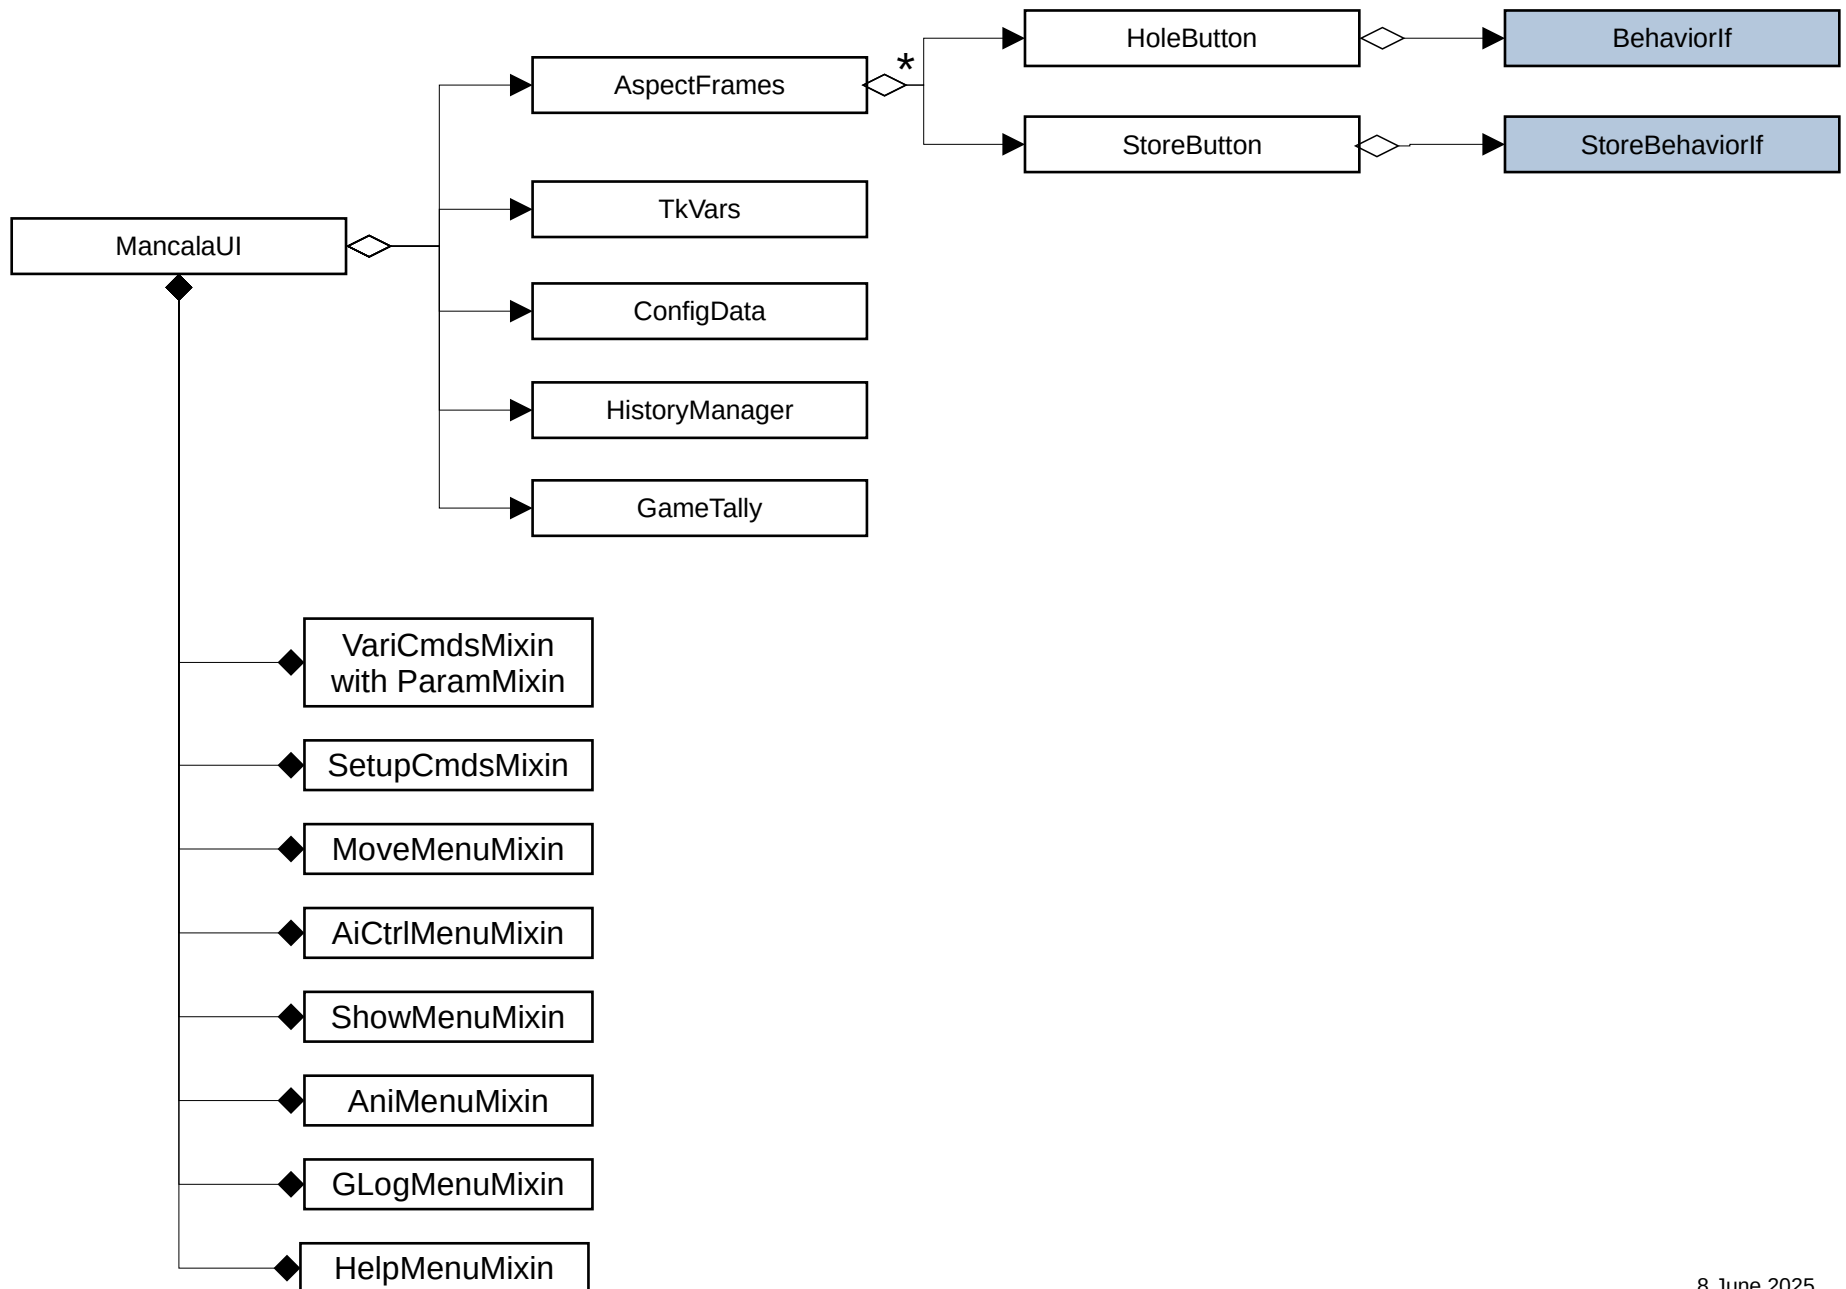 HoleButton
BehaviorIf
*
AspectFrames
StoreButton
StoreBehaviorIf
TkVars
MancalaUI
ConfigData
HistoryManager
GameTally
VariCmdsMixin
with ParamMixin
SetupCmdsMixin
MoveMenuMixin
AiCtrlMenuMixin
ShowMenuMixin
AniMenuMixin
GLogMenuMixin
HelpMenuMixin
8 June 2025